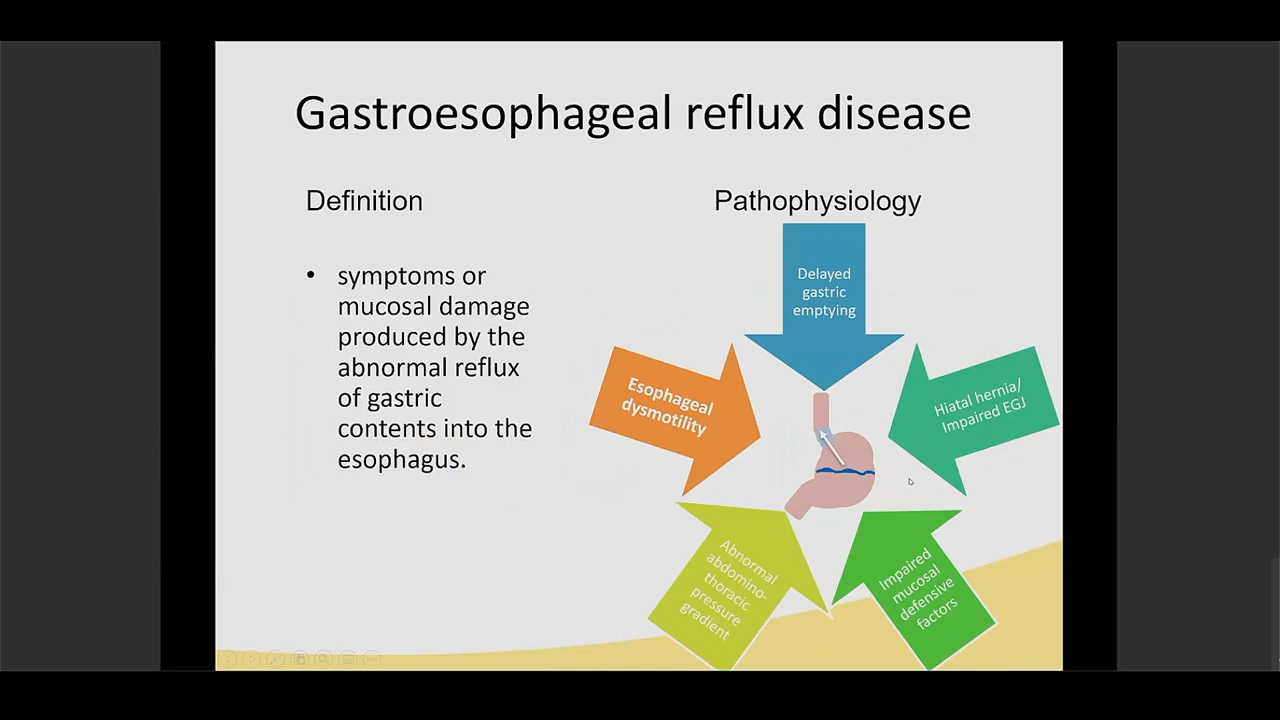 Gastroesophageal reflux disease
Definition
• symptoms or
mucosal damage
produced by the
abnormal reflux
of gastric
contents into the
esophagus.
Pathophysiology
Delayed
gastric
emptying
Esophageal
dysmotility
Hiatal hernia/
Impaired EGJ
Abnormal
abdomino-
thoracic
pressure
gradient
Impaired
mucosal
defensive
factors